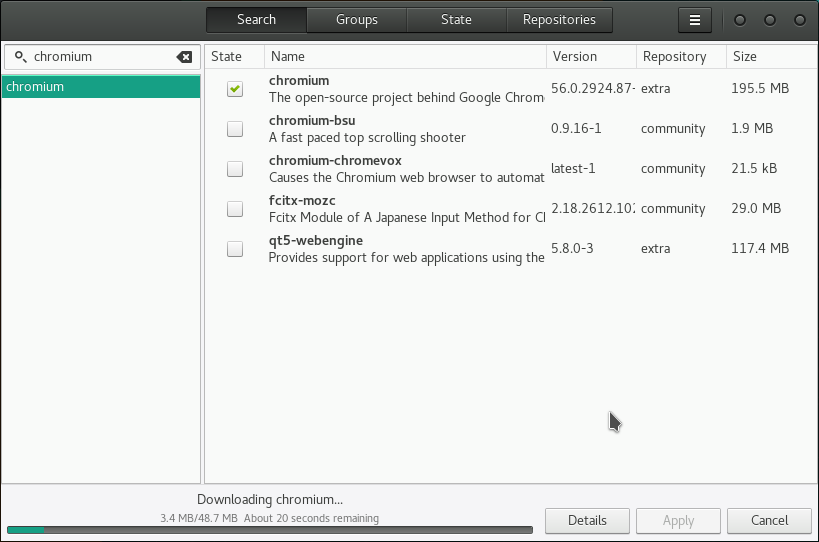 Search Groups State Repositories
chromium
State Name Version Repository Size
chromium
chromium
The open-source project behind Google Chrom
56.0.2924.87- extra 195.5 MB
chromium-bsu
A fast paced top scrolling shooter
0.9.16-1 community 1.9 MB
chromium-chromevox
Causes the Chromium web browser to automat
latest-1 community 21.5 kB
fcitx-mozc
Fcitx Module of A Japanese Input Method for Cl
2.18.2612.102 community 29.0 MB
qt5-webengine
Provides support for web applications using the
5.8.0-3 extra 117.4 MB
Downloading chromium...
3.4 MB/48.7 MB About 20 seconds remaining
Details Apply Cancel